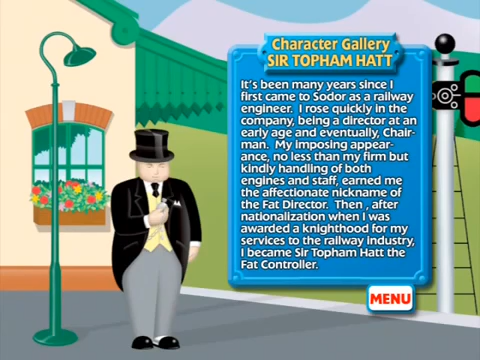 Character Gallery
SIR TOPHAM HATT
It's been many years since I
first came to Sodor as a railway
engineer.  I rose quickly in the
company, being a director at an
early age and eventually, Chair-
man.  My imposing appear-
ance, no less than my firm but
kindly handling of both
engines and staff, earned me
the affectionate nickname of
the Fat Director.  Then , after
nationalization when I was
awarded a knighthood for my
services to the railway industry,
I became Sir Topham Hatt the
Fat Controller.
MENU